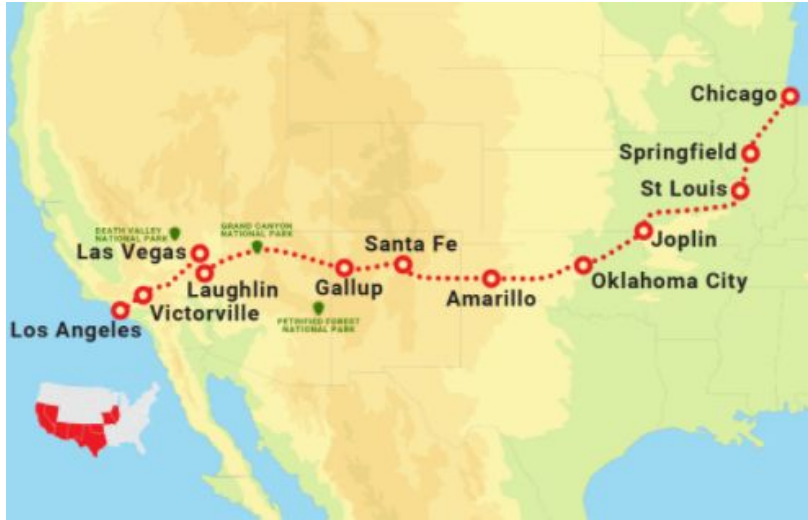 Chicago
Springfield
St Louis
Joplin
Oklahoma City
Amarillo
Santa Fe
Gallup
GRAND CANYON
NATIONAL PARK
PETRIFIED FOREST
NATIONAL PARK
DEATH VALLEY
NATIONAL PARK
Las Vegas
Laughlin
Victorville
Los Angeles